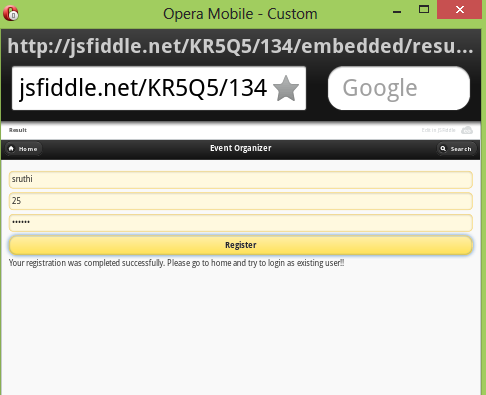 Opera Mobile - Custom
http://jsfiddle.net/KR5Q5/134/embedded/resu...
jsfiddle.net/KR5Q5/134
Google
Result
Edit in JSFiddle
Home
Event Organizer
Search
sruthi
25
••••••
Register
Your registration was completed successfully. Please go to home and try to login as existing user!!